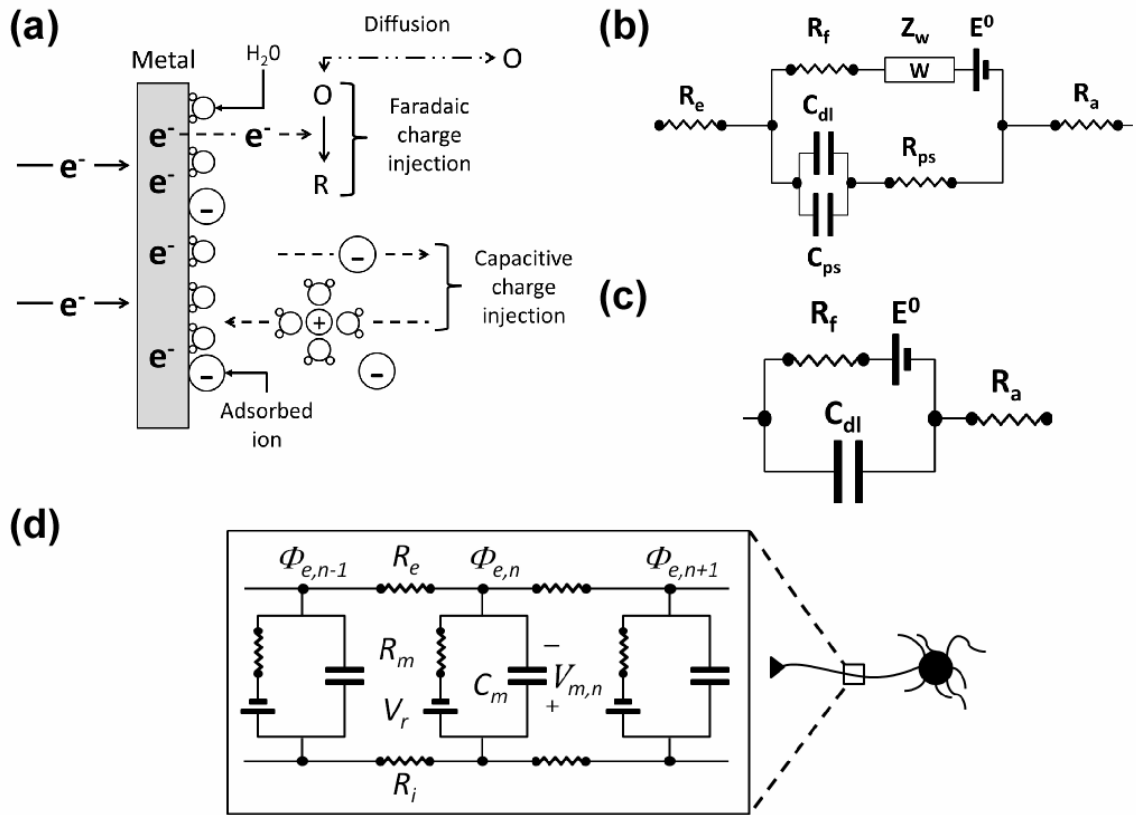 (a)
Metal
H₂0
Diffusion
O
O
R
Faradaic
charge
injection
e⁻
e⁻
e⁻
e⁻
e⁻
e⁻
e⁻
e⁻
−
−
+
−
−
Capacitive
charge
injection
Adsorbed
ion
(b)
R_f
Z_w
E⁰
W
R_e
C_dl
R_ps
R_a
C_ps
(c)
R_f
E⁰
R_a
C_dl
(d)
Φ_e,n-1
R_e
Φ_e,n
Φ_e,n+1
R_m
C_m
−
V_m,n
+
V_r
R_i